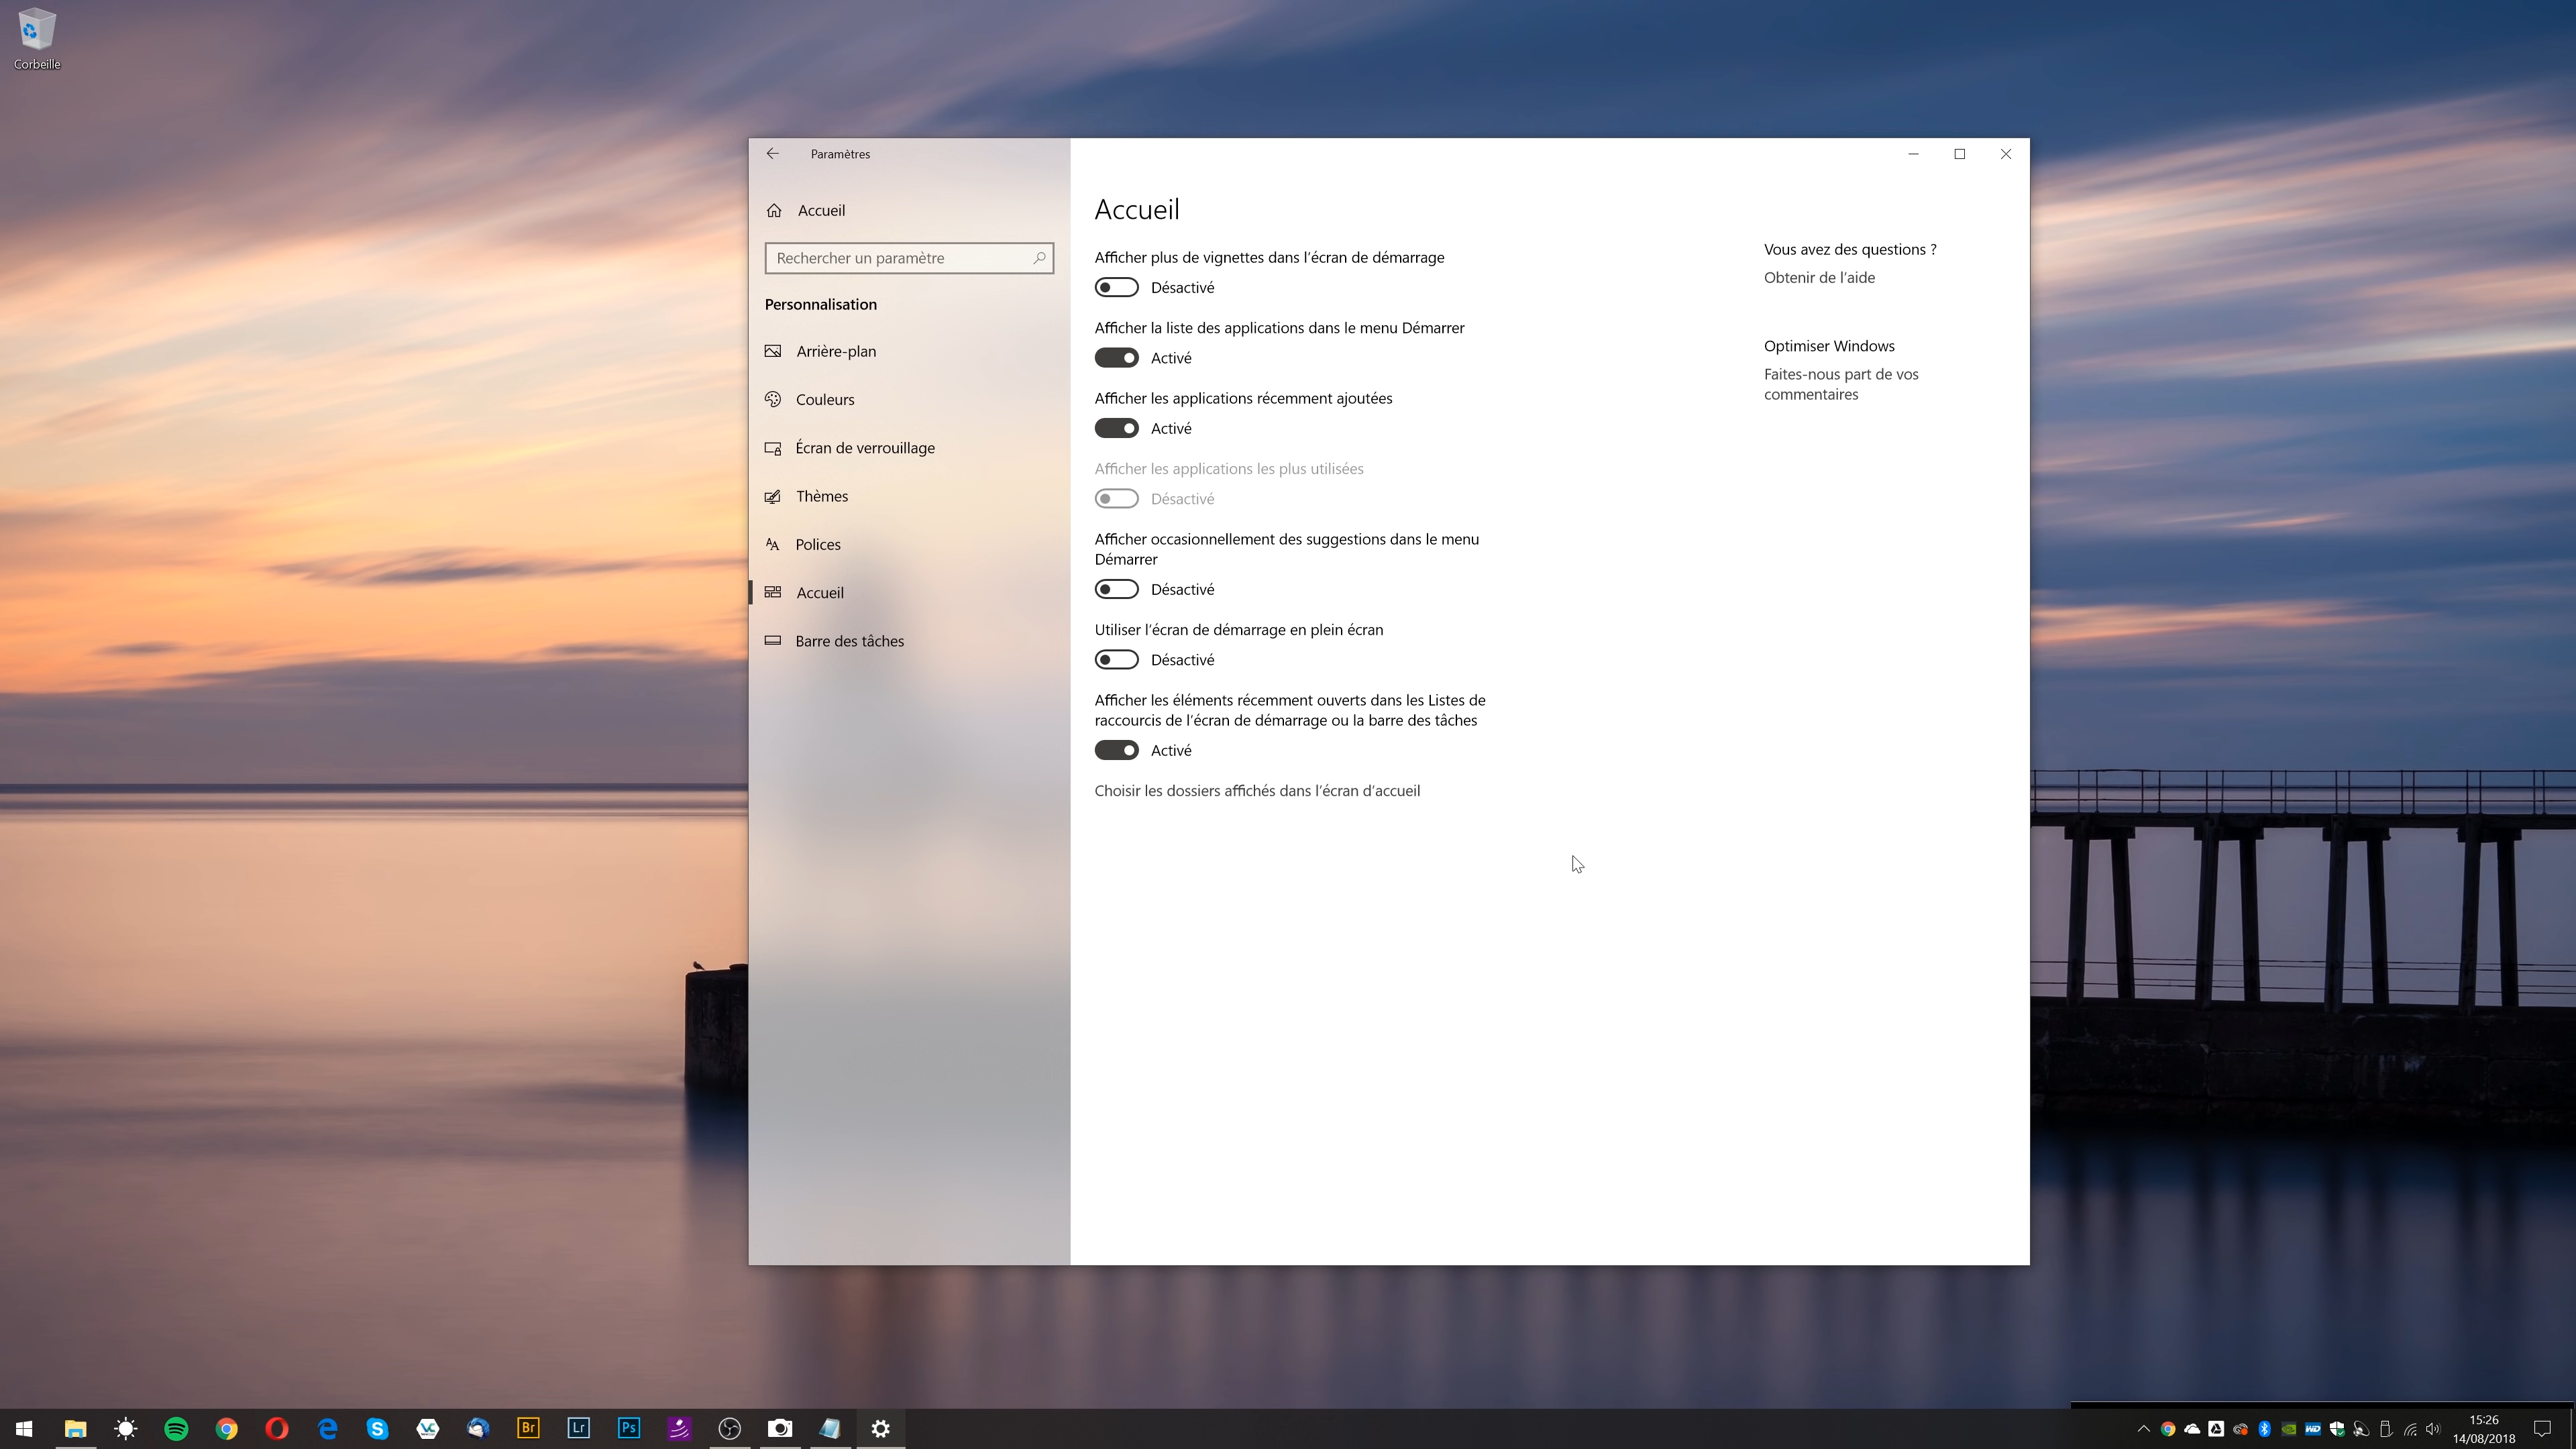 Corbeille
Paramètres
Accueil
Rechercher un paramètre
Personnalisation
Arrière-plan
Couleurs
Écran de verrouillage
Thèmes
Polices
Accueil
Barre des tâches
Accueil
Afficher plus de vignettes dans l'écran de démarrage
Désactivé
Afficher la liste des applications dans le menu Démarrer
Activé
Afficher les applications récemment ajoutées
Activé
Afficher les applications les plus utilisées
Désactivé
Afficher occasionnellement des suggestions dans le menu
Démarrer
Désactivé
Utiliser l'écran de démarrage en plein écran
Désactivé
Afficher les éléments récemment ouverts dans les Listes de
raccourcis de l'écran de démarrage ou la barre des tâches
Activé
Choisir les dossiers affichés dans l'écran d'accueil
Vous avez des questions ?
Obtenir de l'aide
Optimiser Windows
Faites-nous part de vos
commentaires
Br
Lr
Ps
WD
15:26
14/08/2018